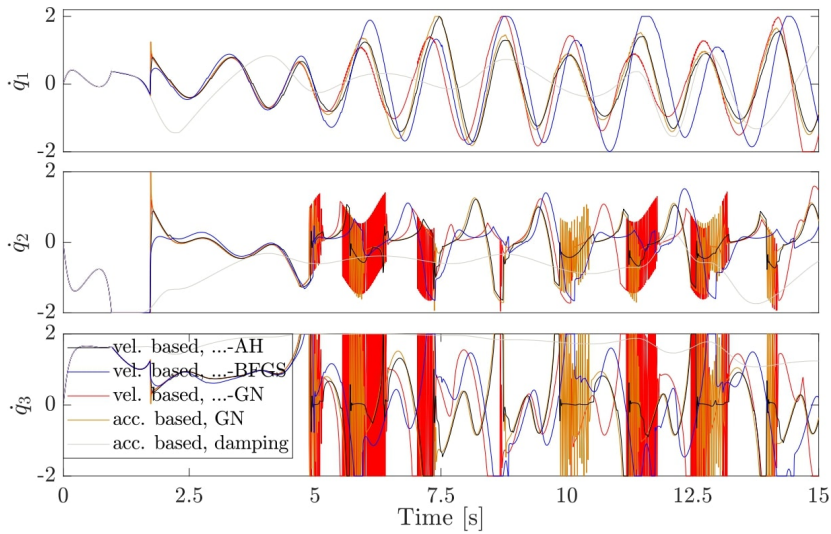 2
0
-2
q̇1
2
0
-2
q̇2
2
0
-2
q̇3
vel. based, ...-AH
vel. based, ...-BFGS
vel. based, ...-GN
acc. based, GN
acc. based, damping
0 2.5 5 7.5 10 12.5 15
Time [s]